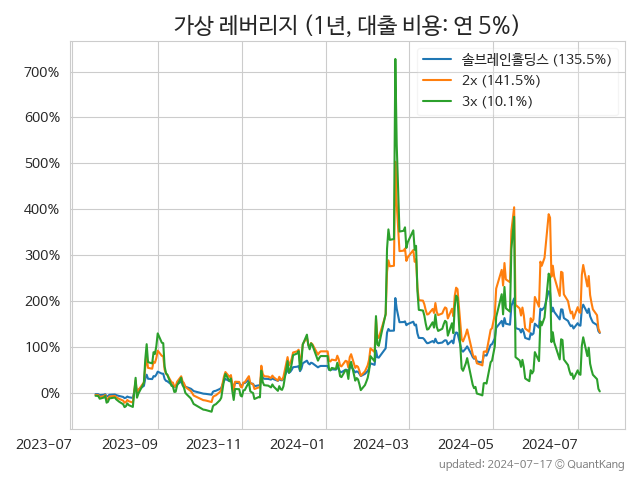 가상 레버리지 (1년, 대출 비용: 연 5%)
솔브레인홀딩스 (135.5%)
2x (141.5%)
3x (10.1%)
700%
600%
500%
400%
300%
200%
100%
0%
2023-07 2023-09 2023-11 2024-01 2024-03 2024-05 2024-07
updated: 2024-07-17 © QuantKang